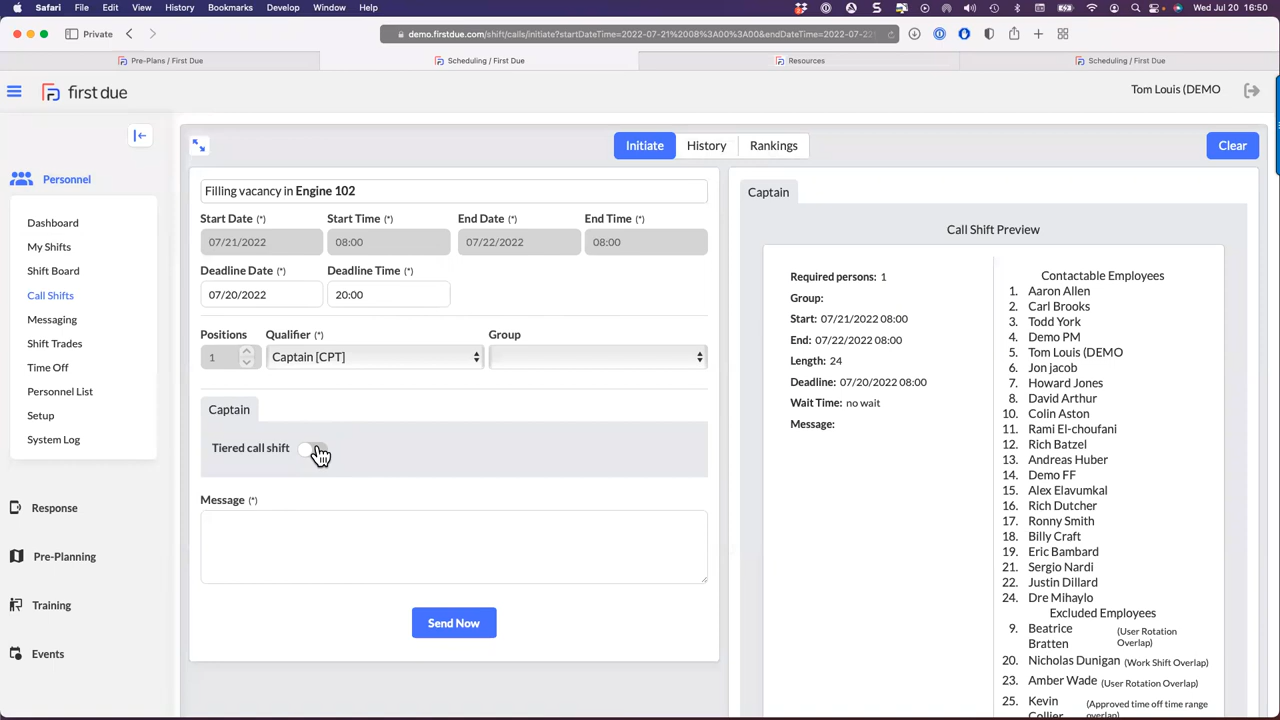 Safari File Edit View History Bookmarks Develop Window Help Wed Jul 20 16:50
Private demo.firstdue.com/shift/calls/initiate?startDateTime=2022-07-21%2008%3A00%3A00&endDateTime=2022-07-22
Pre-Plans / First Due Scheduling / First Due Resources Scheduling / First Due
first due Tom Louis (DEMO
Initiate History Rankings Clear
Personnel
Dashboard
My Shifts
Shift Board
Call Shifts
Messaging
Shift Trades
Time Off
Personnel List
Setup
System Log
Response
Pre-Planning
Training
Events
Filling vacancy in Engine 102
Start Date (*) Start Time (*) End Date (*) End Time (*)
07/21/2022 08:00 07/22/2022 08:00
Deadline Date (*) Deadline Time (*)
07/20/2022 20:00
Positions Qualifier (*) Group
1 Captain [CPT]
Captain
Tiered call shift
Message (*)
Send Now
Captain
Call Shift Preview
Required persons: 1
Group:
Start: 07/21/2022 08:00
End: 07/22/2022 08:00
Length: 24
Deadline: 07/20/2022 08:00
Wait Time: no wait
Message:
Contactable Employees
1. Aaron Allen
2. Carl Brooks
3. Todd York
4. Demo PM
5. Tom Louis (DEMO
6. Jon jacob
7. Howard Jones
8. David Arthur
10. Colin Aston
11. Rami El-choufani
12. Rich Batzel
13. Andreas Huber
14. Demo FF
15. Alex Elavumkal
16. Rich Dutcher
17. Ronny Smith
18. Billy Craft
19. Eric Bambard
21. Sergio Nardi
22. Justin Dillard
24. Dre Mihaylo
Excluded Employees
9. Beatrice Bratten (User Rotation Overlap)
20. Nicholas Dunigan (Work Shift Overlap)
23. Amber Wade (User Rotation Overlap)
25. Kevin Collier (Approved time off time range overlap)